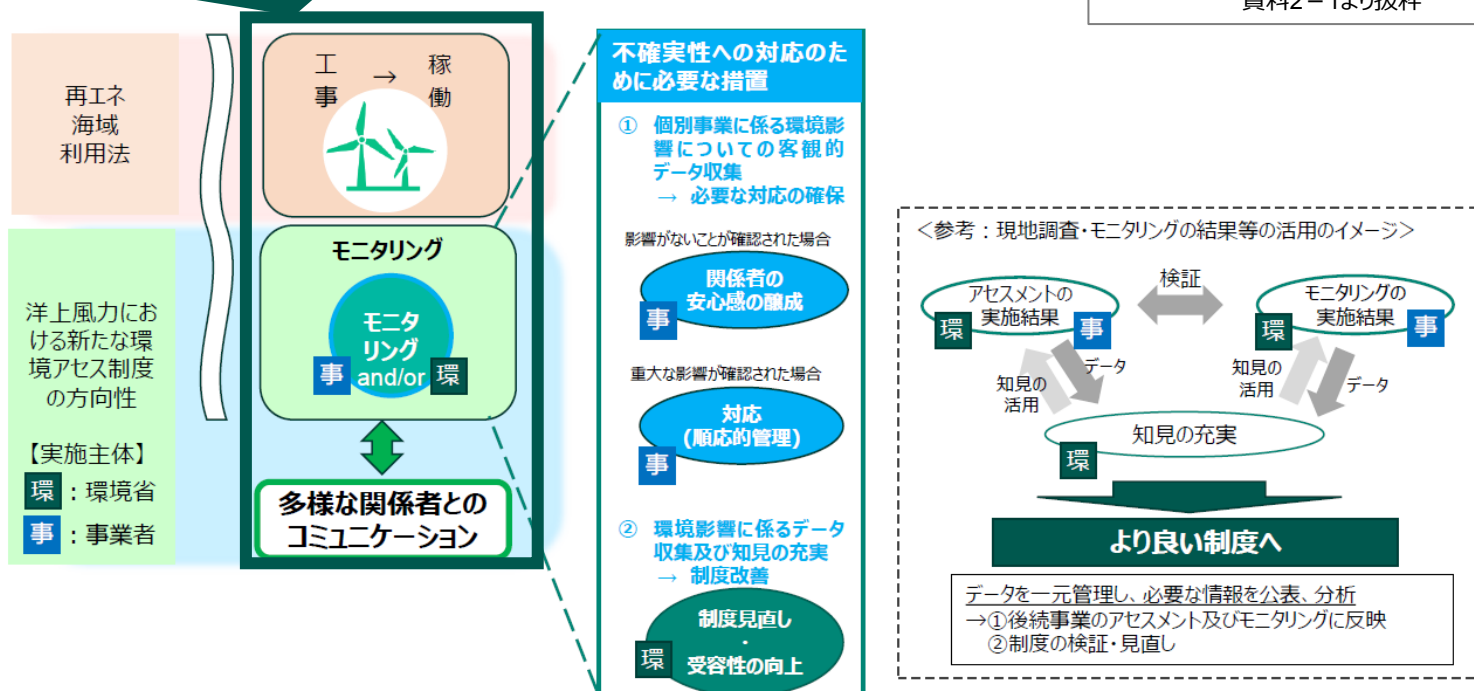 資料2－1より抜粋
再エネ
海域
利用法
洋上風力にお
ける新たな環
境アセス制度
の方向性
【実施主体】
環：環境省
事：事業者
工事 → 稼働
モニタリング
モニタ
リング
and/or
事
環
多様な関係者との
コミュニケーション
不確実性への対応のた
めに必要な措置
① 個別事業に係る環境影
響についての客観的
データ収集
→ 必要な対応の確保
影響がないことが確認された場合
関係者の
安心感の醸成
事
重大な影響が確認された場合
対応
(順応的管理)
事
② 環境影響に係るデータ
収集及び知見の充実
→ 制度改善
制度見直し
・
受容性の向上
環
＜参考：現地調査・モニタリングの結果等の活用のイメージ＞
アセスメントの
実施結果
環
事
検証
モニタリングの
実施結果
環
事
知見の
活用
データ
知見の
活用
データ
知見の充実
環
より良い制度へ
データを一元管理し、必要な情報を公表、分析
→①後続事業のアセスメント及びモニタリングに反映
②制度の検証・見直し